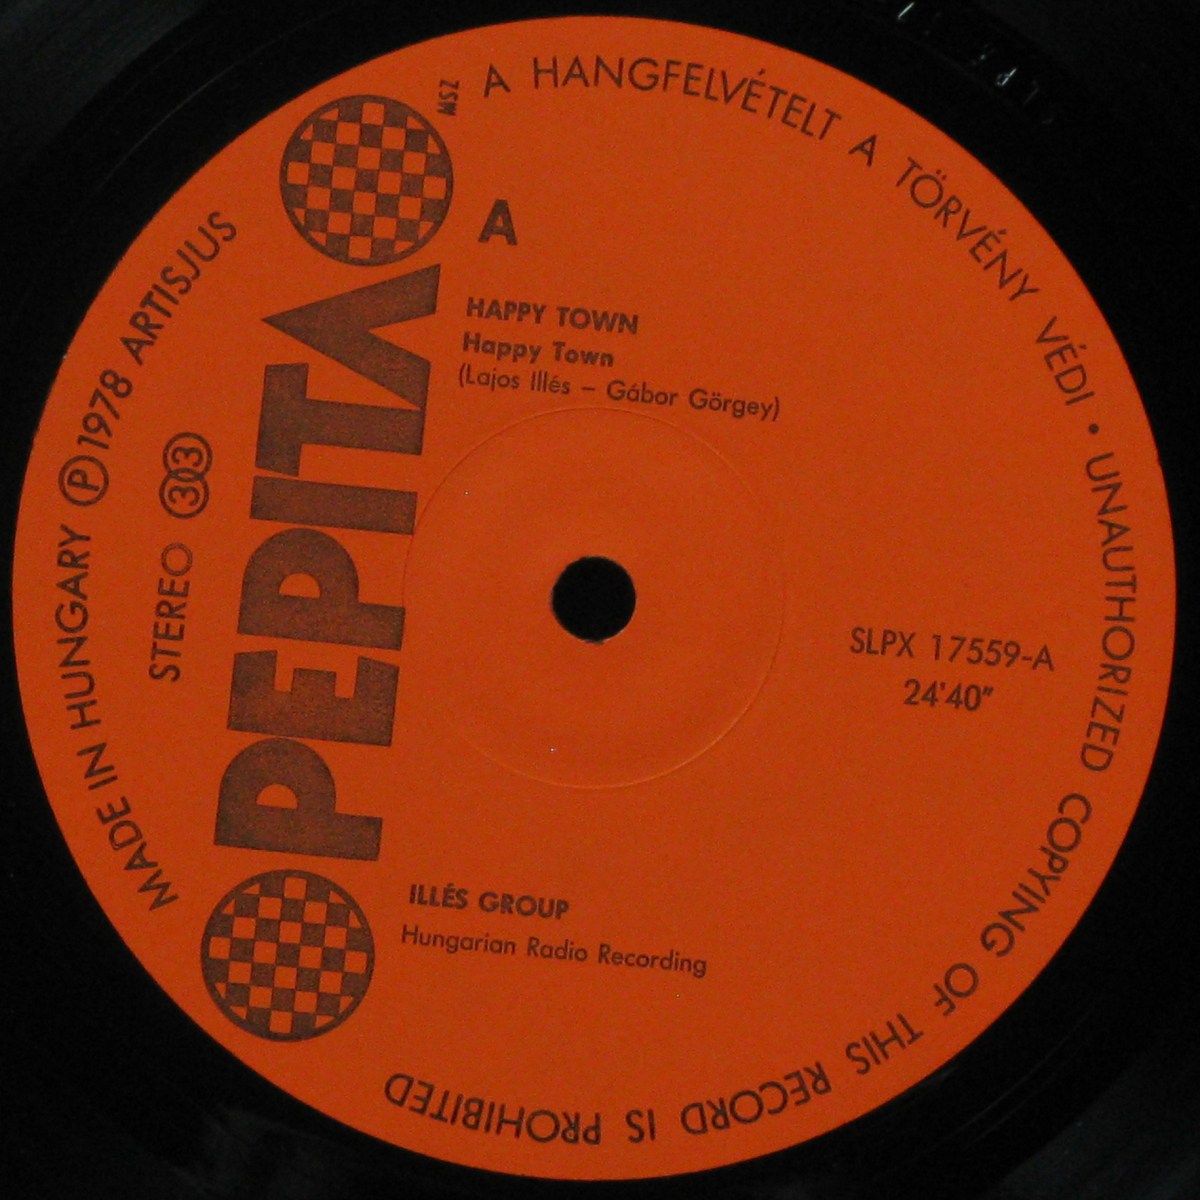 A HANGFELVÉTELT A TÖRVÉNY VÉDI • UNAUTHORIZED COPYING OF THIS RECORD IS PROHIBITED
MADE IN HUNGARY Ⓟ 1978 ARTISJUS
MSZ
STEREO 33
PEPITA
A
HAPPY TOWN
Happy Town
(Lajos Illés – Gábor Görgey)
SLPX 17559-A
24'40"
ILLÉS GROUP
Hungarian Radio Recording